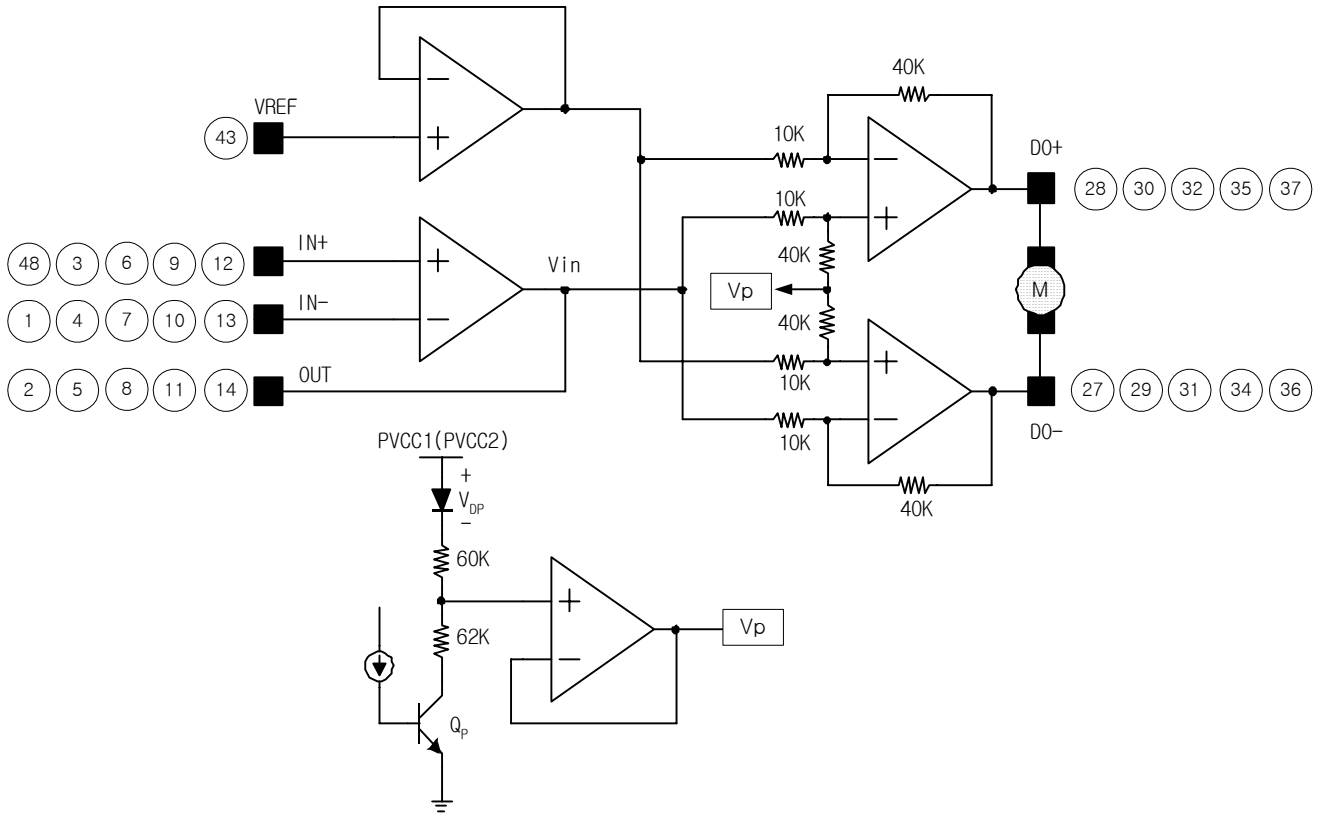 40K
VREF
43
10K
DO+
28 30 32 35 37
10K
IN+
48 3 6 9 12
Vin
40K
Vp
M
IN-
1 4 7 10 13
40K
OUT
2 5 8 11 14
10K
27 29 31 34 36
DO-
10K
PVCC1(PVCC2)
+
VDP
-
40K
60K
62K
Vp
QP